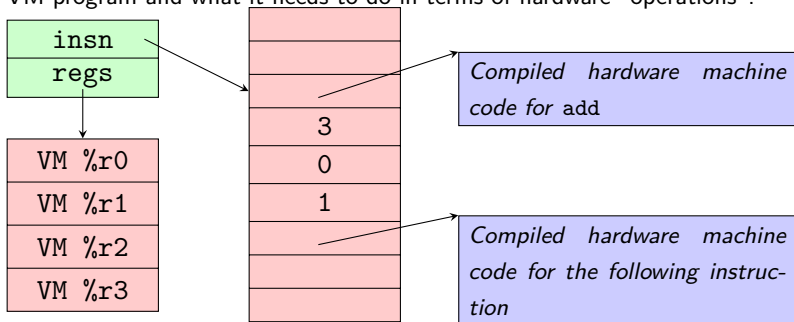 VM program and what it needs to do in terms of hardware "operations".
insn
regs
VM %r0
VM %r1
VM %r2
VM %r3
3
0
1
Compiled hardware machine
code for add
Compiled hardware machine
code for the following instruc-
tion